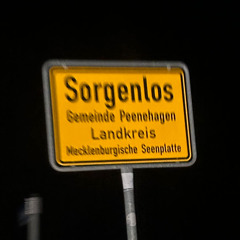 Sorgenlos
Gemeinde Peenehagen
Landkreis
Mecklenburgische Seenplatte